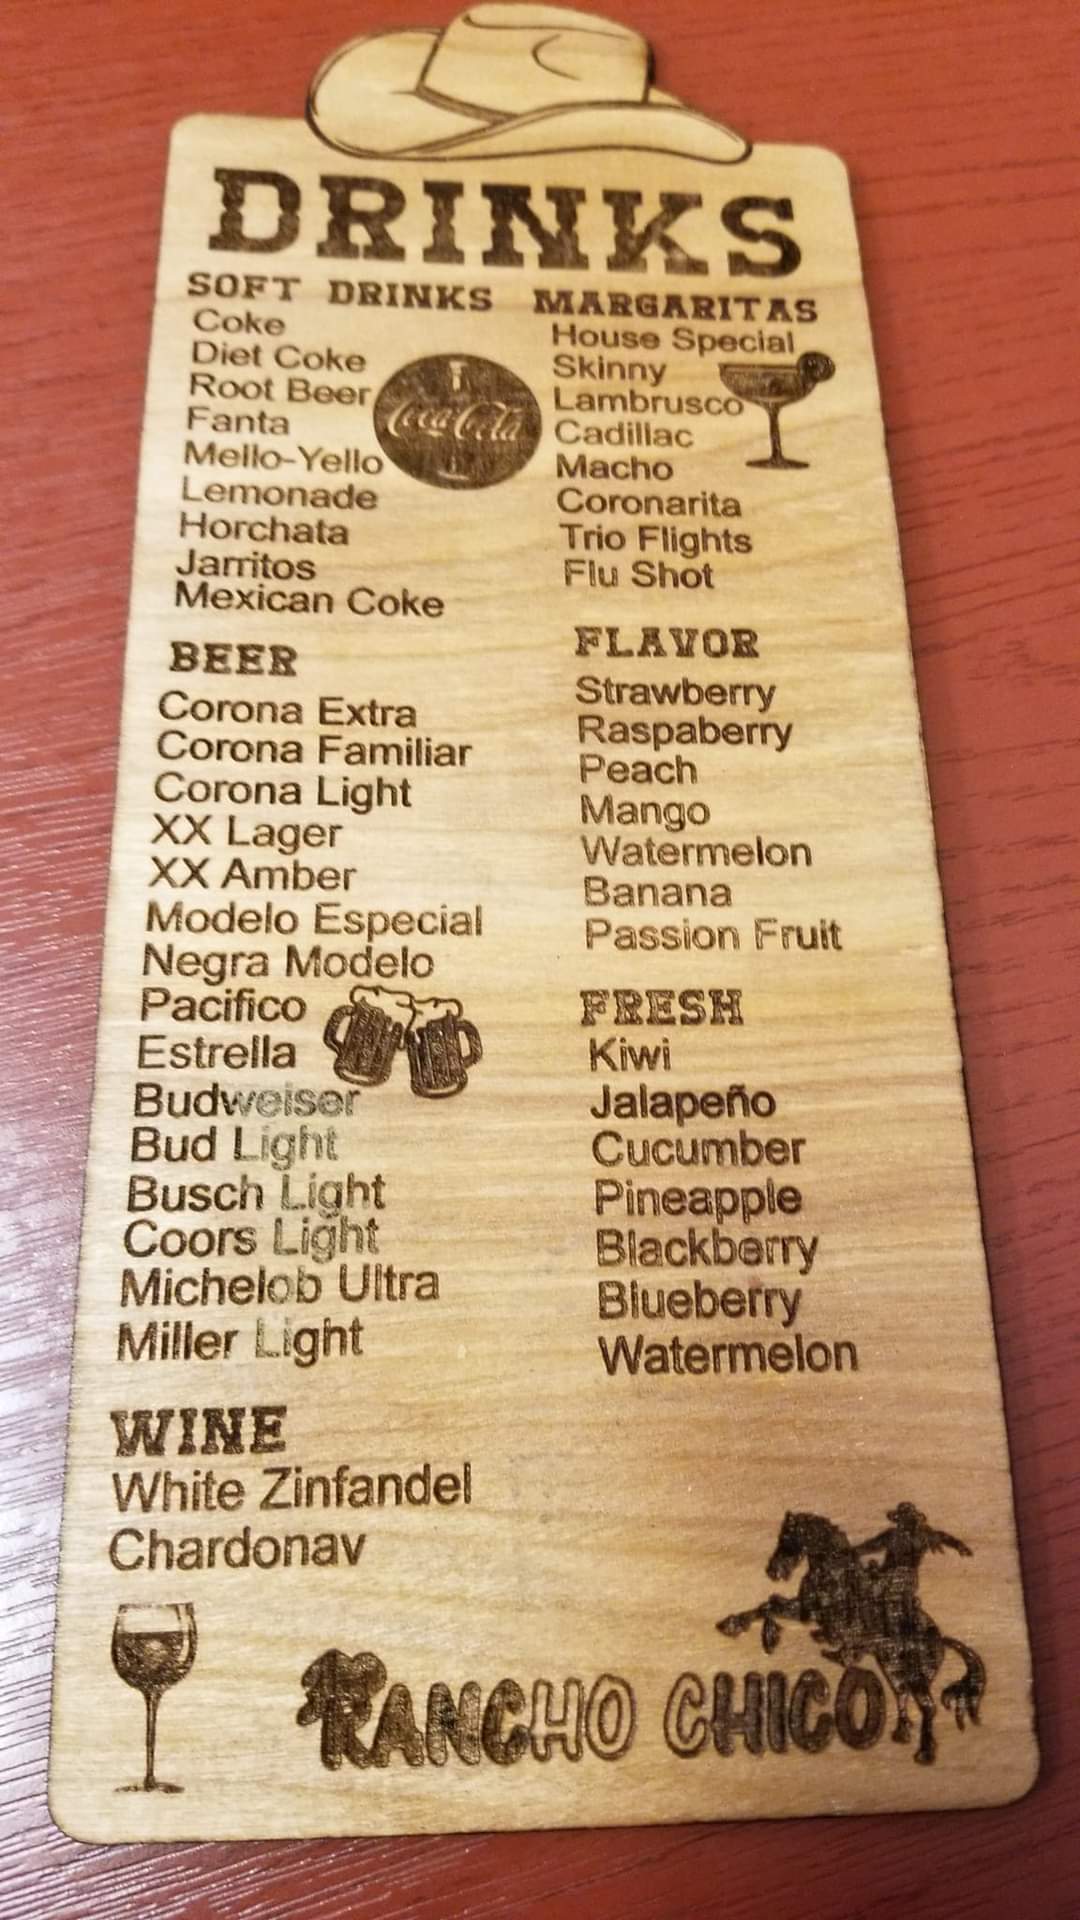 DRINKS
SOFT DRINKS
Coke
Diet Coke
Root Beer
Fanta
Mello-Yello
Lemonade
Horchata
Jarritos
Mexican Coke
Coca-Cola
BEER
Corona Extra
Corona Familiar
Corona Light
XX Lager
XX Amber
Modelo Especial
Negra Modelo
Pacifico
Estrella
Budweiser
Bud Light
Busch Light
Coors Light
Michelob Ultra
Miller Light
WINE
White Zinfandel
Chardonay
MARGARITAS
House Special
Skinny
Lambrusco
Cadillac
Macho
Coronarita
Trio Flights
Flu Shot
FLAVOR
Strawberry
Raspaberry
Peach
Mango
Watermelon
Banana
Passion Fruit
FRESH
Kiwi
Jalapeño
Cucumber
Pineapple
Blackberry
Blueberry
Watermelon
RANCHO CHICO